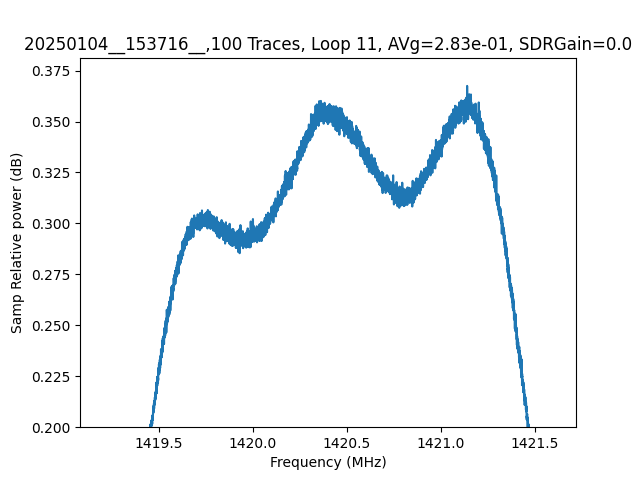 20250104__153716__,100 Traces, Loop 11, AVg=2.83e-01, SDRGain=0.0
0.375
0.350
0.325
0.300
0.275
0.250
0.225
0.200
Samp Relative power (dB)
1419.5 1420.0 1420.5 1421.0 1421.5
Frequency (MHz)